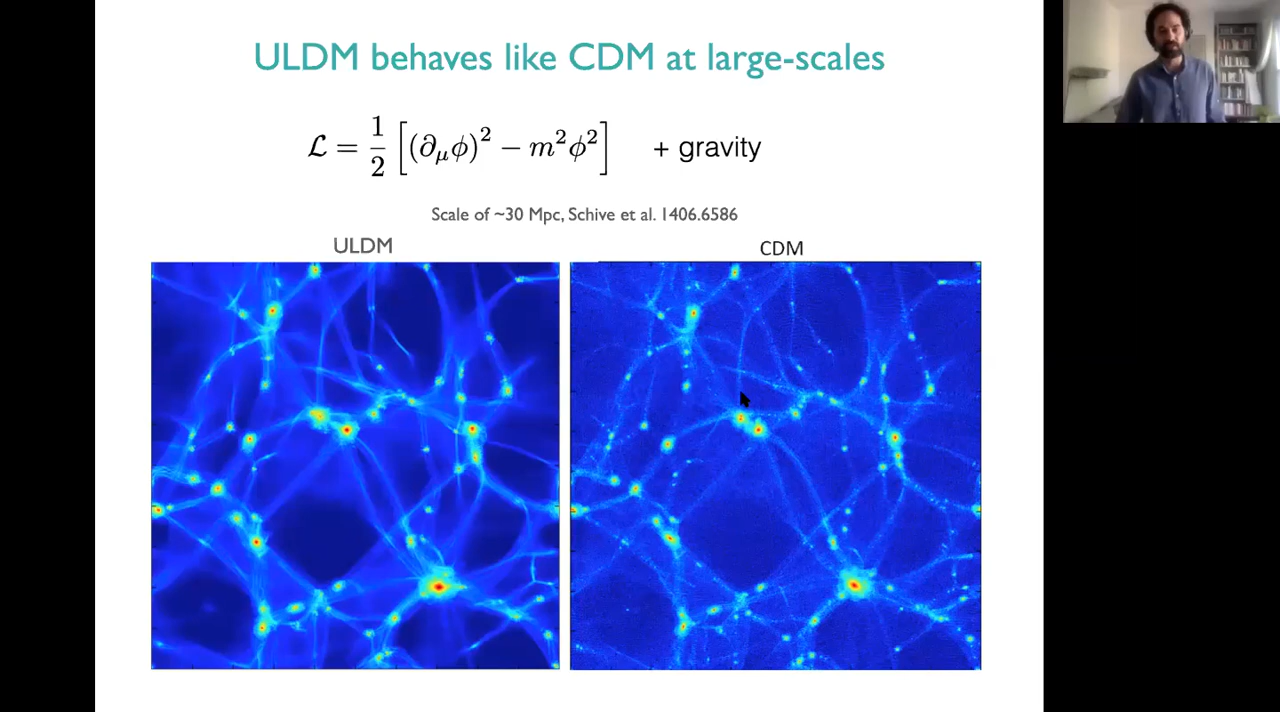 ULDM behaves like CDM at large-scales
ℒ = 1/2 [(∂_μϕ)² − m²ϕ²] + gravity
Scale of ~30 Mpc, Schive et al. 1406.6586
ULDM
CDM